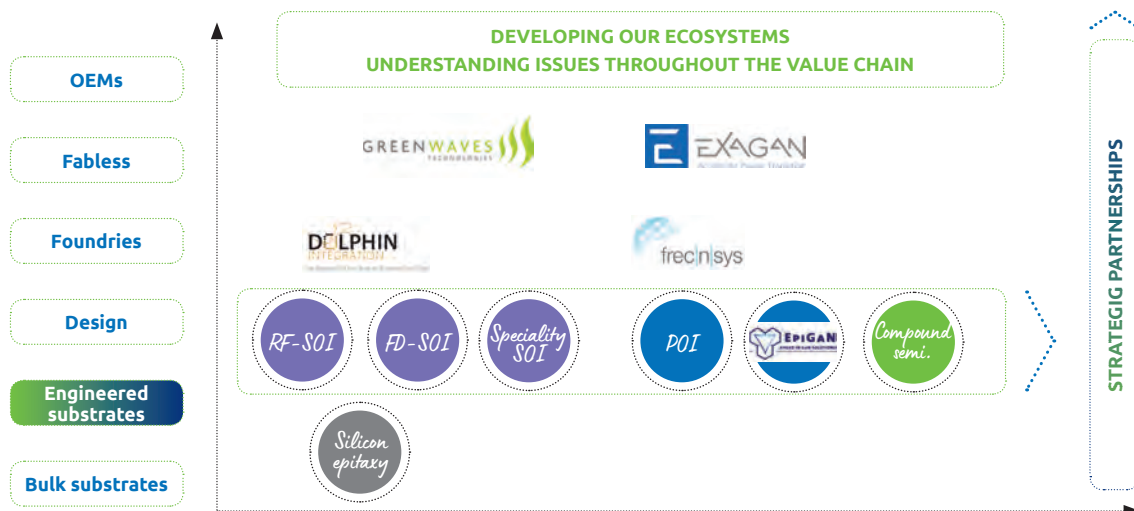 DEVELOPING OUR ECOSYSTEMS
UNDERSTANDING ISSUES THROUGHOUT THE VALUE CHAIN
OEMs
Fabless
Foundries
Design
Engineered
substrates
Bulk substrates
GREENWAVES
TECHNOLOGIES
EXAGAN
DOLPHIN
INTEGRATION
frec|n|sys
RF-SOI
FD-SOI
Speciality
SOI
POI
EPIGAN
Compound
semi.
Silicon
epitaxy
STRATEGIG PARTNERSHIPS